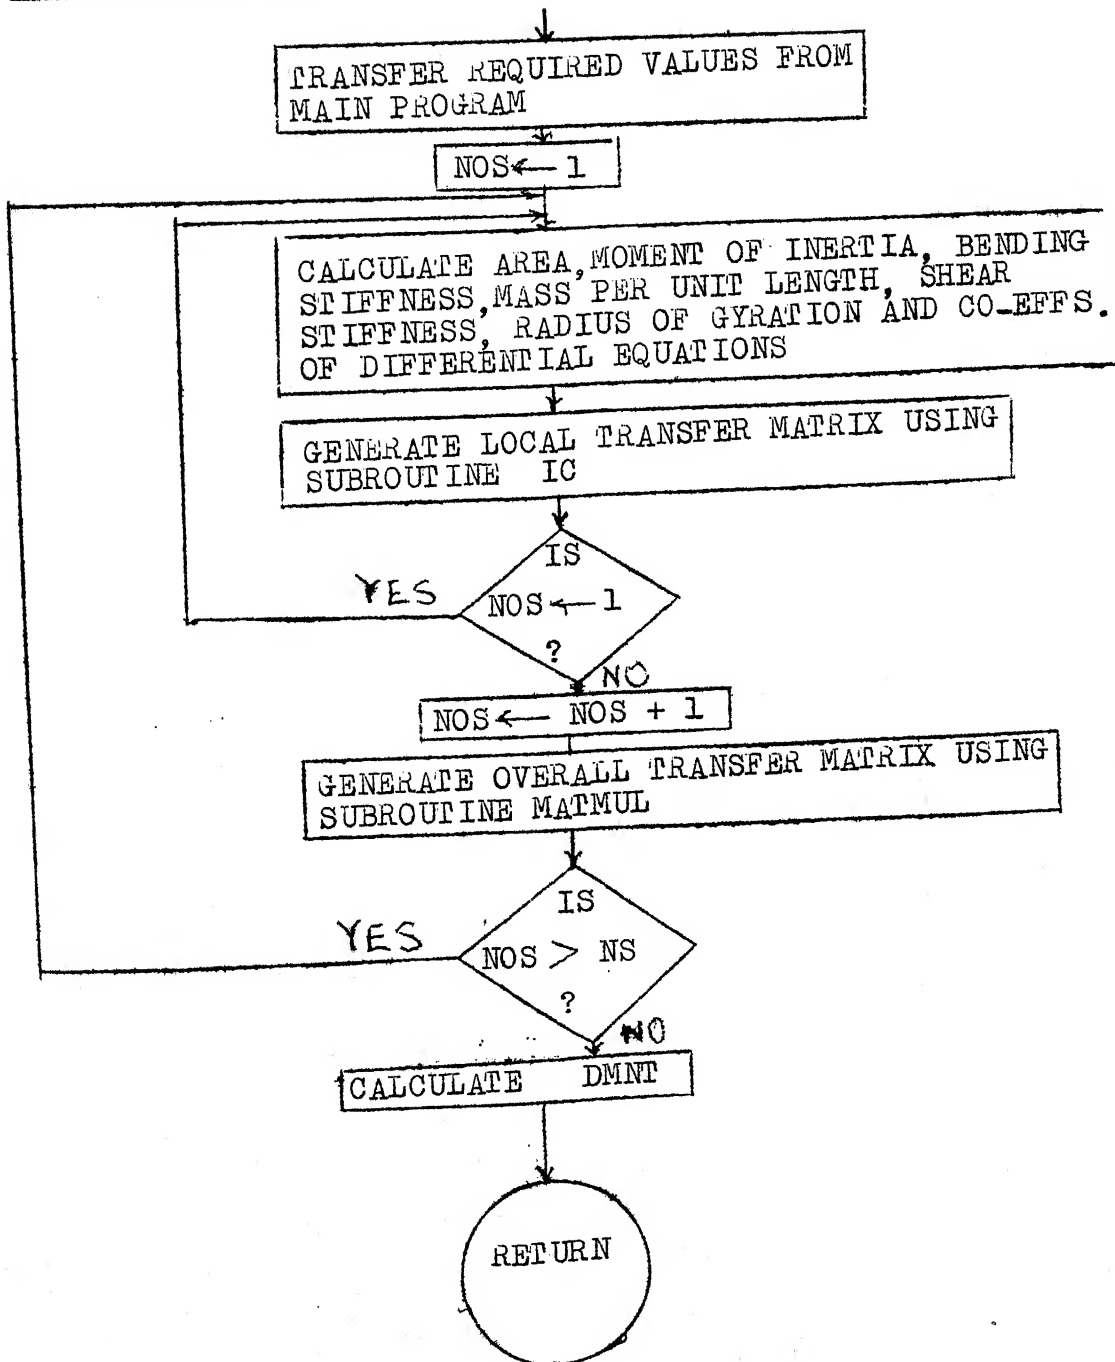 TRANSFER REQUIRED VALUES FROM
MAIN PROGRAM
NOS ← 1
CALCULATE AREA, MOMENT OF INERTIA, BENDING
STIFFNESS, MASS PER UNIT LENGTH, SHEAR
STIFFNESS, RADIUS OF GYRATION AND CO-EFFS.
OF DIFFERENTIAL EQUATIONS
GENERATE LOCAL TRANSFER MATRIX USING
SUBROUTINE IC
IS
YES NOS ← 1
?
NO
NOS ← NOS + 1
GENERATE OVERALL TRANSFER MATRIX USING
SUBROUTINE MATMUL
IS
YES NOS > NS
?
NO
CALCULATE DMNT
RETURN